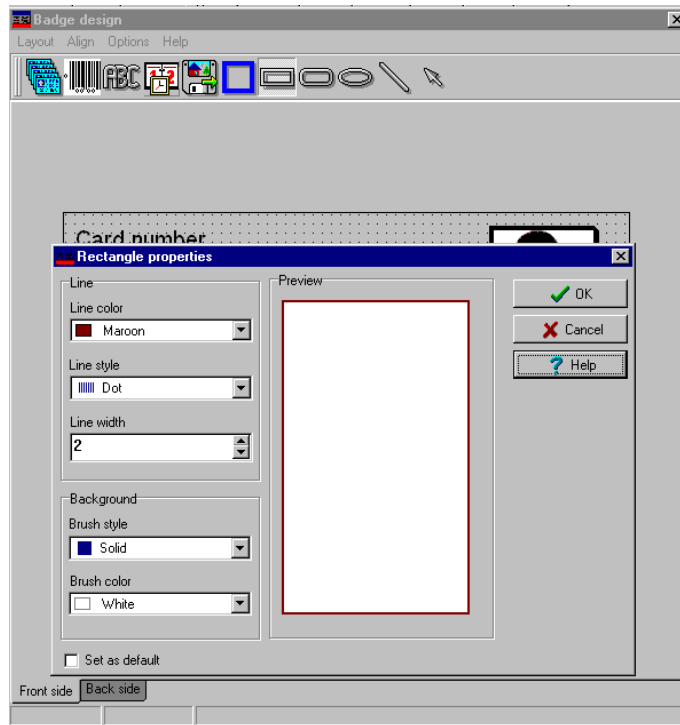 Badge design
Layout Align Options Help
ABC
Card number
Rectangle properties
Line
Line color
Maroon
Line style
Dot
Line width
2
Background
Brush style
Solid
Brush color
White
Set as default
Preview
OK
Cancel
Help
Front side Back side